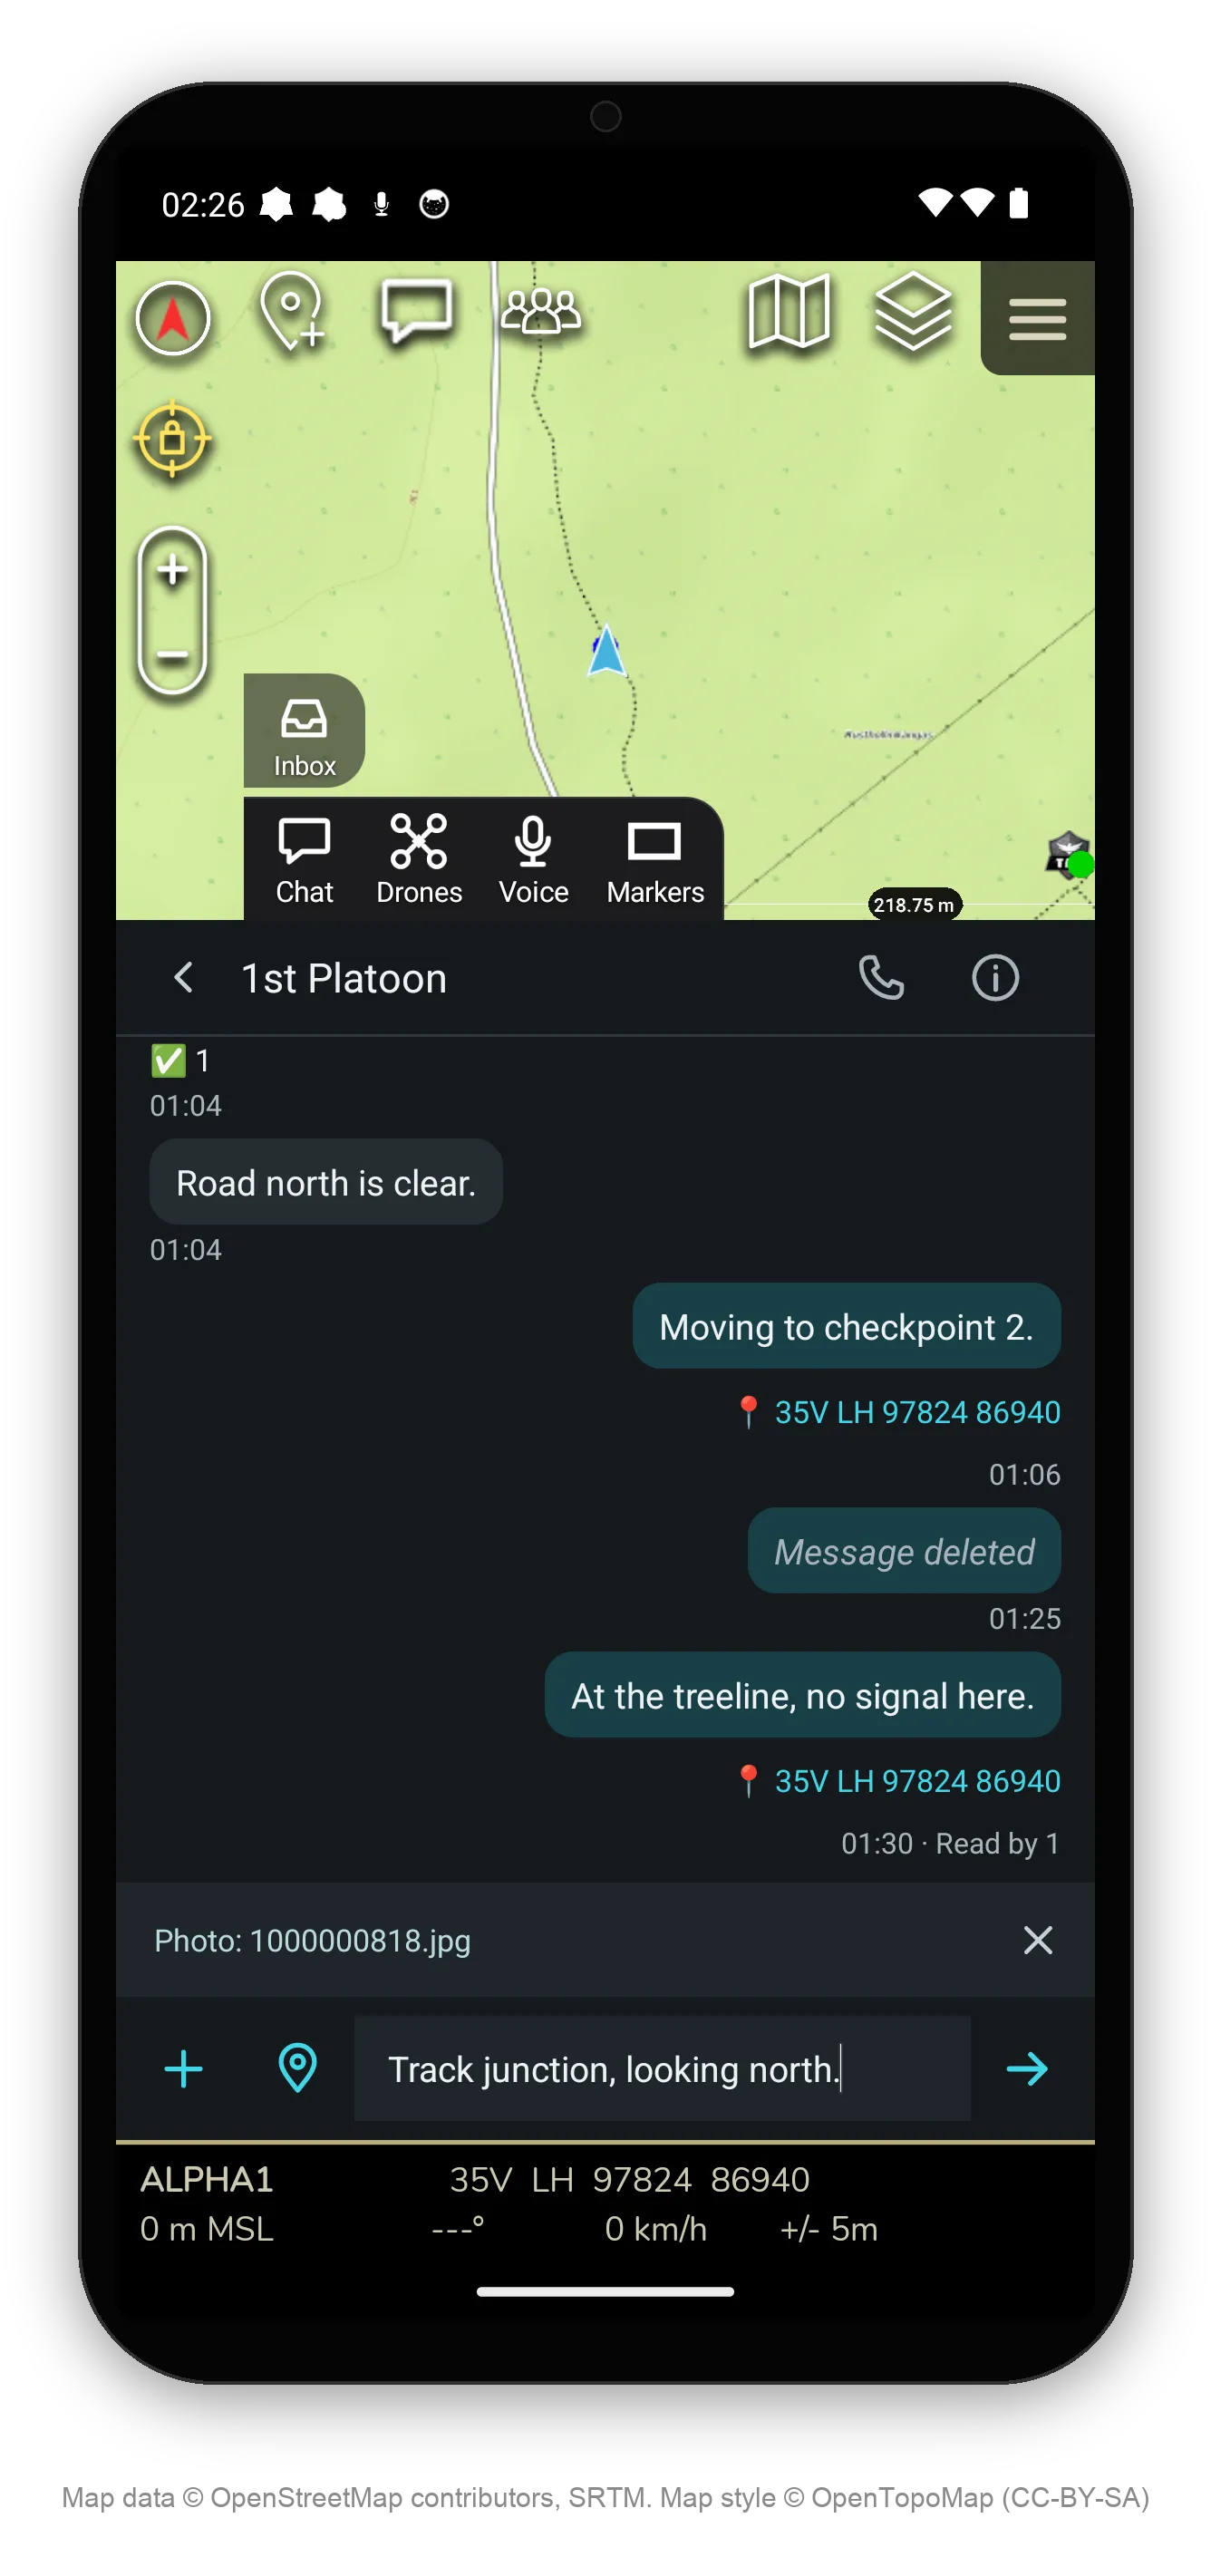 02:26
Inbox
Chat Drones Voice Markers
218.75 m
1st Platoon
✅ 1
01:04
Road north is clear.
01:04
Moving to checkpoint 2.
📍 35V LH 97824 86940
01:06
Message deleted
01:25
At the treeline, no signal here.
📍 35V LH 97824 86940
01:30 · Read by 1
Photo: 1000000818.jpg
Track junction, looking north.
ALPHA1 35V LH 97824 86940
0 m MSL ---° 0 km/h +/- 5m
Map data © OpenStreetMap contributors, SRTM. Map style © OpenTopoMap (CC-BY-SA)